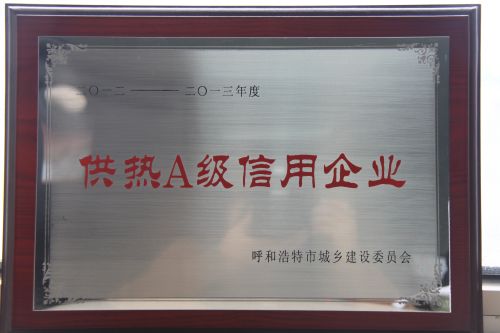 二〇一二——二〇一三年度
供热A级信用企业
呼和浩特市城乡建设委员会